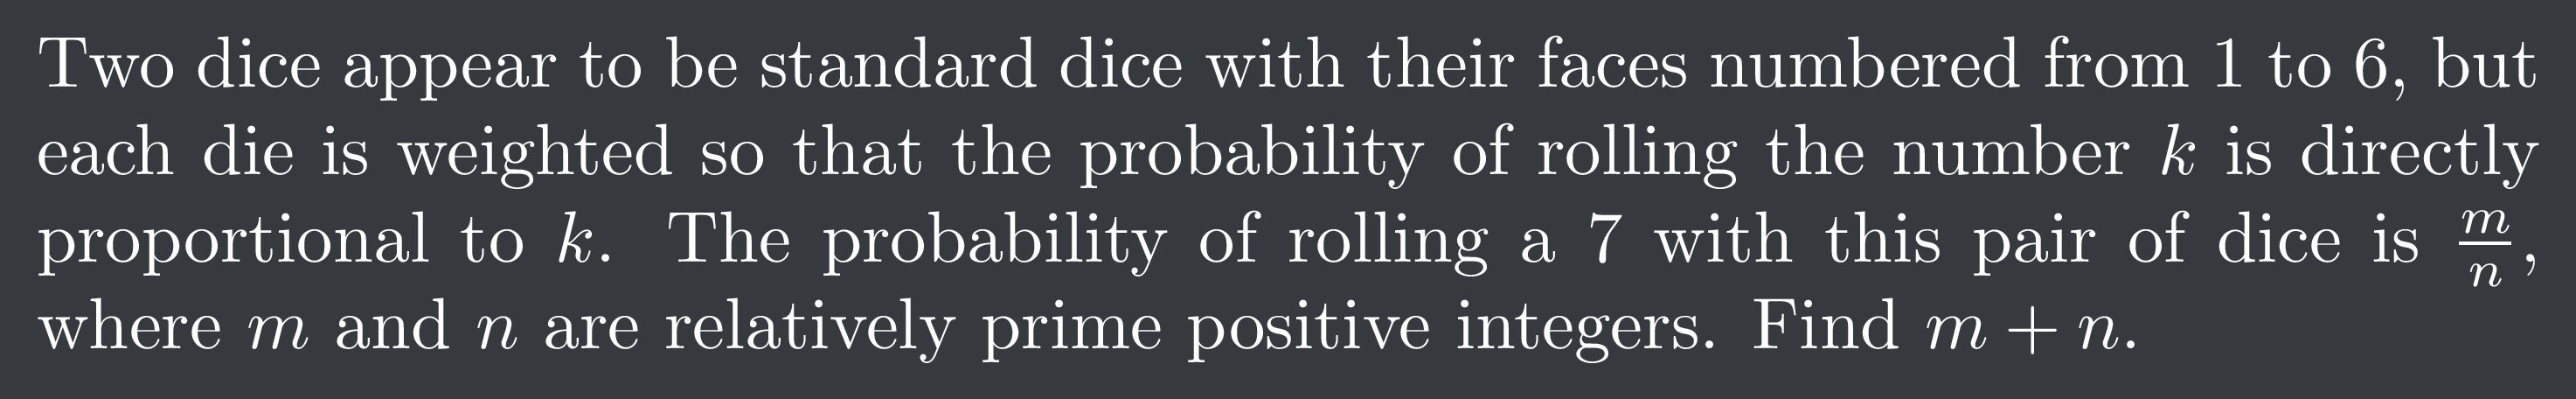 Two dice appear to be standard dice with their faces numbered from 1 to 6, but
each die is weighted so that the probability of rolling the number k is directly
proportional to k. The probability of rolling a 7 with this pair of dice is m/n,
where m and n are relatively prime positive integers. Find m + n.